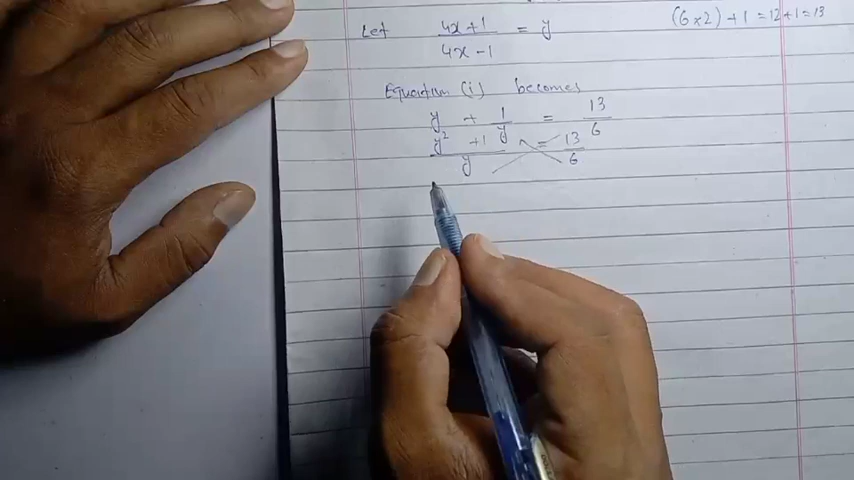 (6×2) + 1 = 12 + 1 = 13
Let (4x+1)/(4x-1) = y
Equation (i) becomes
y + 1/y = 13/6
(y² + 1)/y = 13/6